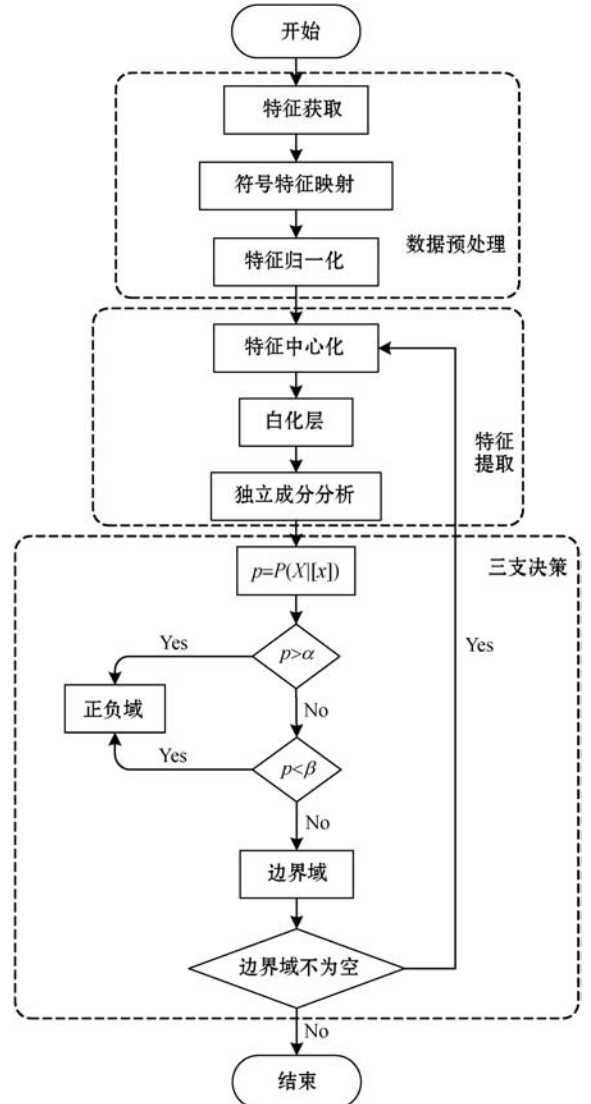 开始
特征获取
符号特征映射
特征归一化
数据预处理
特征中心化
白化层
独立成分分析
特征
提取
三支决策
p=P(X|[x])
Yes
p>α
Yes
正负域
No
Yes
p<β
No
边界域
边界域不为空
No
结束